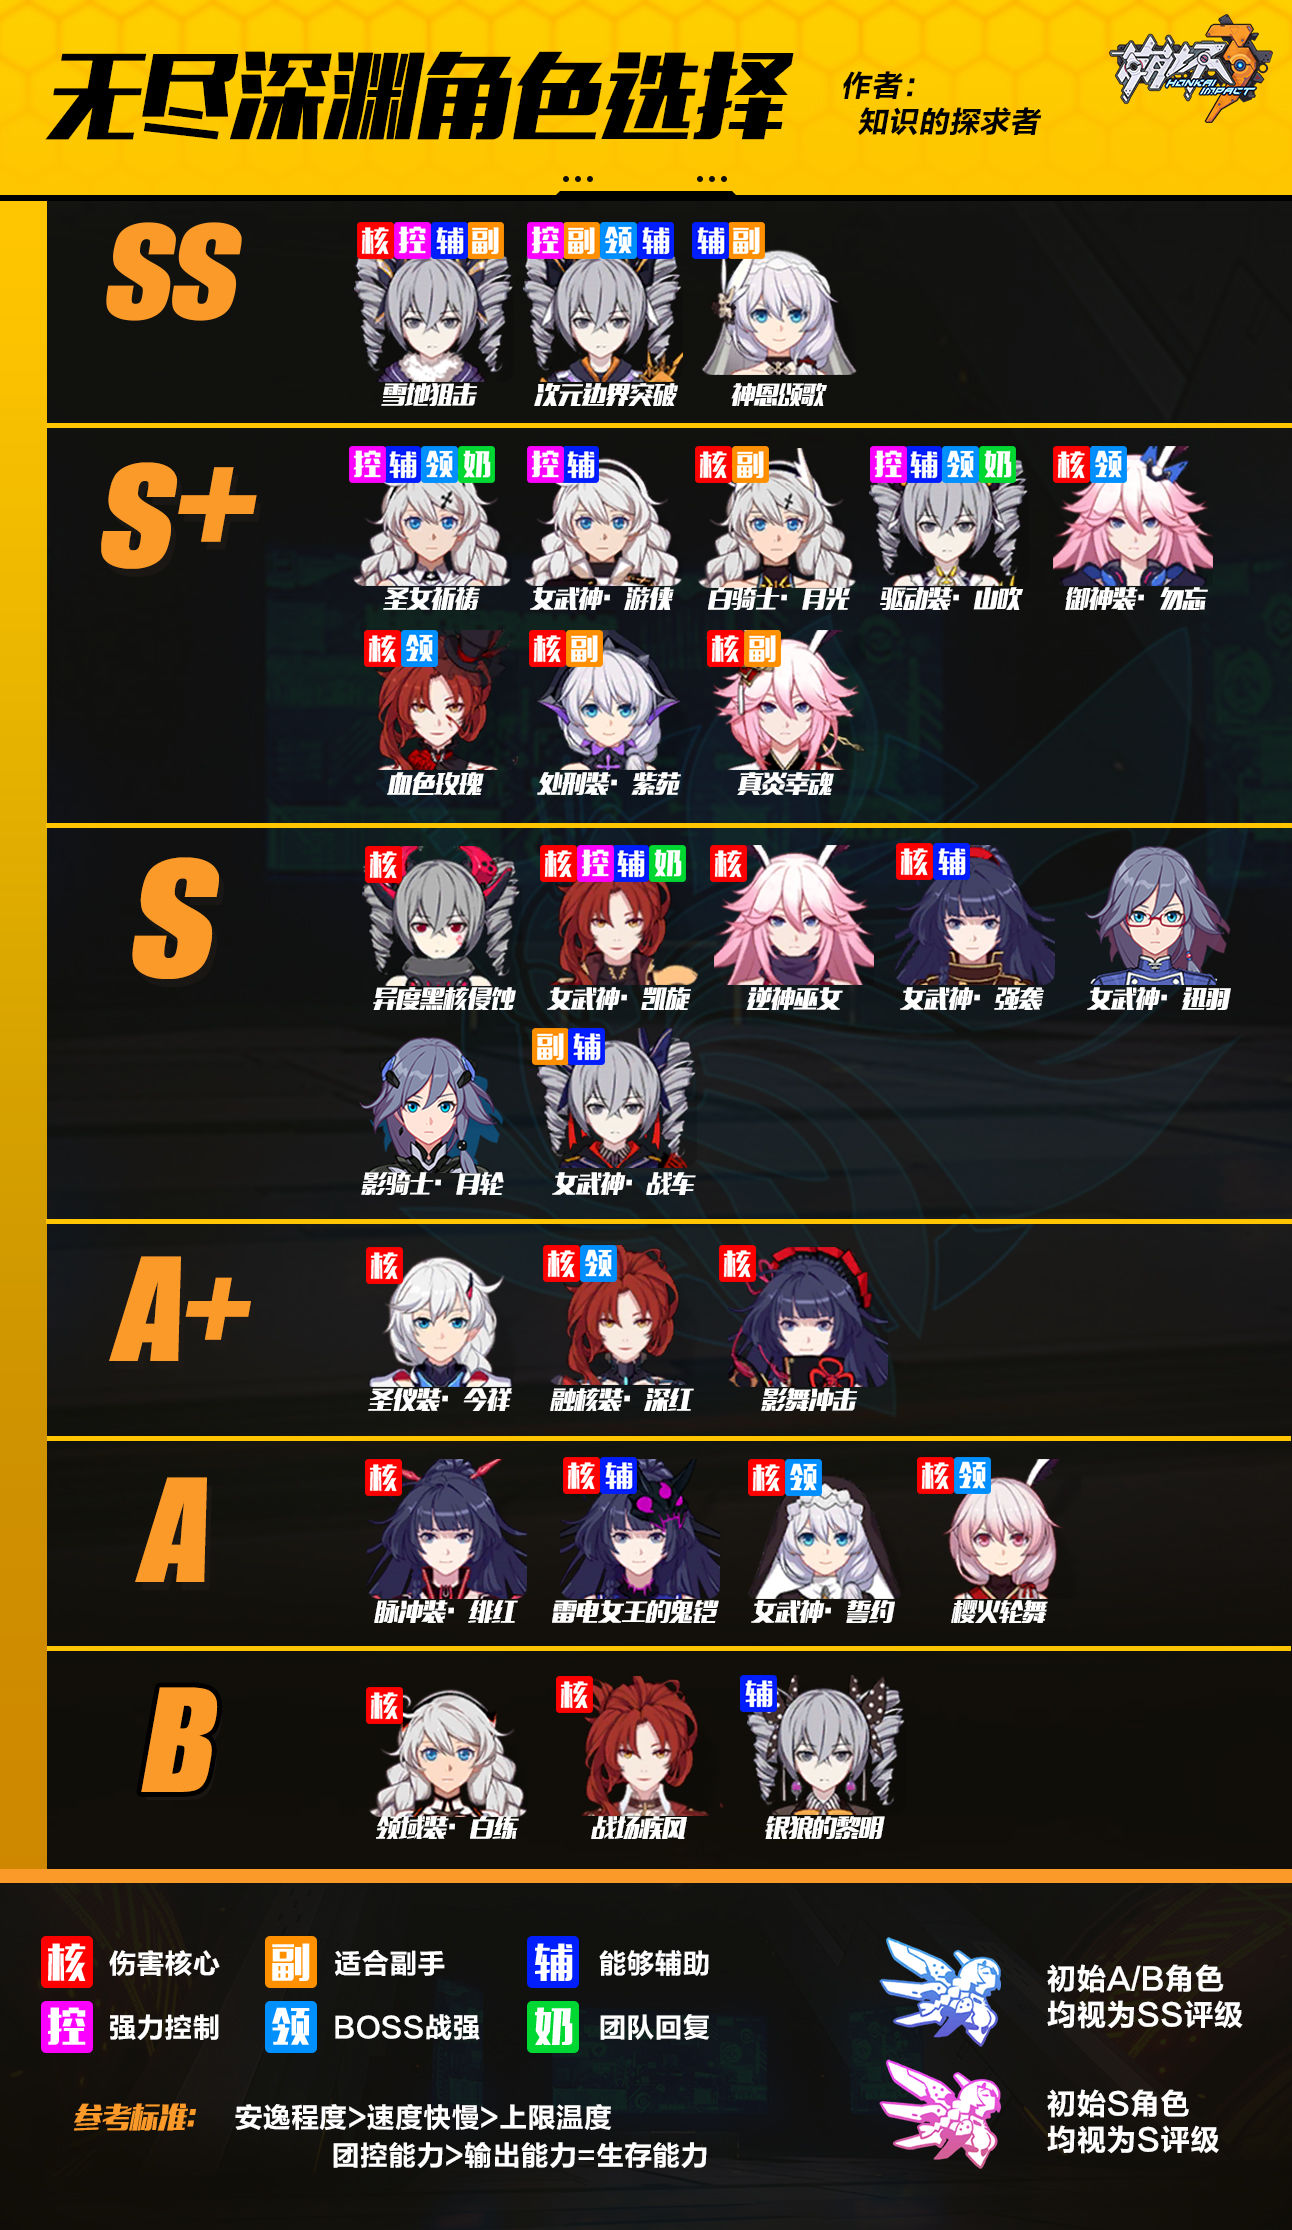 无尽深渊角色选择
作者：
知识的探求者
崩坏3
HONKAI IMPACT
SS
核 控 辅 副
控 副 领 辅
辅 副
雪地狙击
次元边界突破
神恩颂歌
S+
控 辅 领 奶
控 辅
核 副
控 辅 领 奶
核 领
圣女祈祷
女武神·游侠
白骑士·月光
驱动装·山吹
御神装·勿忘
核 领
核 副
核 副
血色玫瑰
处刑装·紫苑
真炎幸魂
S
核
核 控 辅 奶
核
核 辅
异度黑核侵蚀
女武神·凯旋
逆神巫女
女武神·强袭
女武神·迅羽
副 辅
影骑士·月轮
女武神·战车
A+
核
核 领
核
圣仪装·今祥
融核装·深红
影舞冲击
A
核
核 辅
核 领
核 领
脉冲装·绯红
雷电女王的鬼铠
女武神·誓约
樱火轮舞
B
核
核
辅
领域装·白练
战场疾风
银狼的黎明
核 伤害核心
副 适合副手
辅 能够辅助
控 强力控制
领 BOSS战强
奶 团队回复
初始A/B角色
均视为SS评级
初始S角色
均视为S评级
参考标准：
安逸程度>速度快慢>上限温度
团控能力>输出能力=生存能力